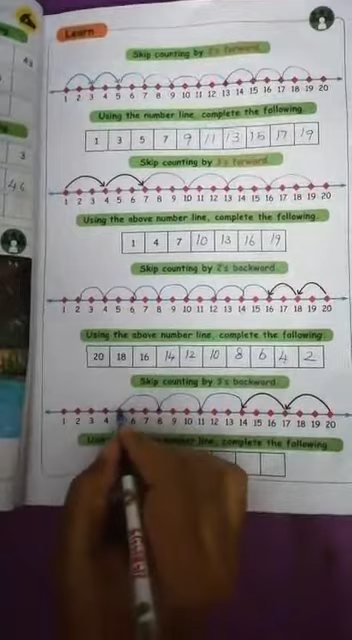 Learn
Skip counting by 2's forward.
1 2 3 4 5 6 7 8 9 10 11 12 13 14 15 16 17 18 19 20
Using the number line, complete the following.
1 3 5 7 9 11 13 15 17 19
Skip counting by 3's forward.
1 2 3 4 5 6 7 8 9 10 11 12 13 14 15 16 17 18 19 20
Using the above number line, complete the following.
1 4 7 10 13 16 19
Skip counting by 2's backward.
1 2 3 4 5 6 7 8 9 10 11 12 13 14 15 16 17 18 19 20
Using the above number line, complete the following.
20 18 16 14 12 10 8 6 4 2
Skip counting by 3's backward.
1 2 3 4 6 7 8 9 10 11 12 13 14 15 16 17 18 19 20
number line, complete the following.